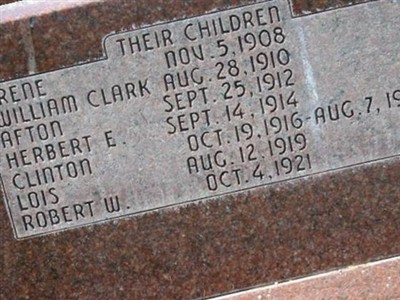 THEIR CHILDREN
RENE NOV. 5, 1908
WILLIAM CLARK AUG. 28, 1910
AFTON SEPT. 25, 1912
HERBERT E. SEPT. 14, 1914
CLINTON OCT. 19, 1916-AUG. 7, 19
LOIS AUG. 12, 1919
ROBERT W. OCT. 4, 1921